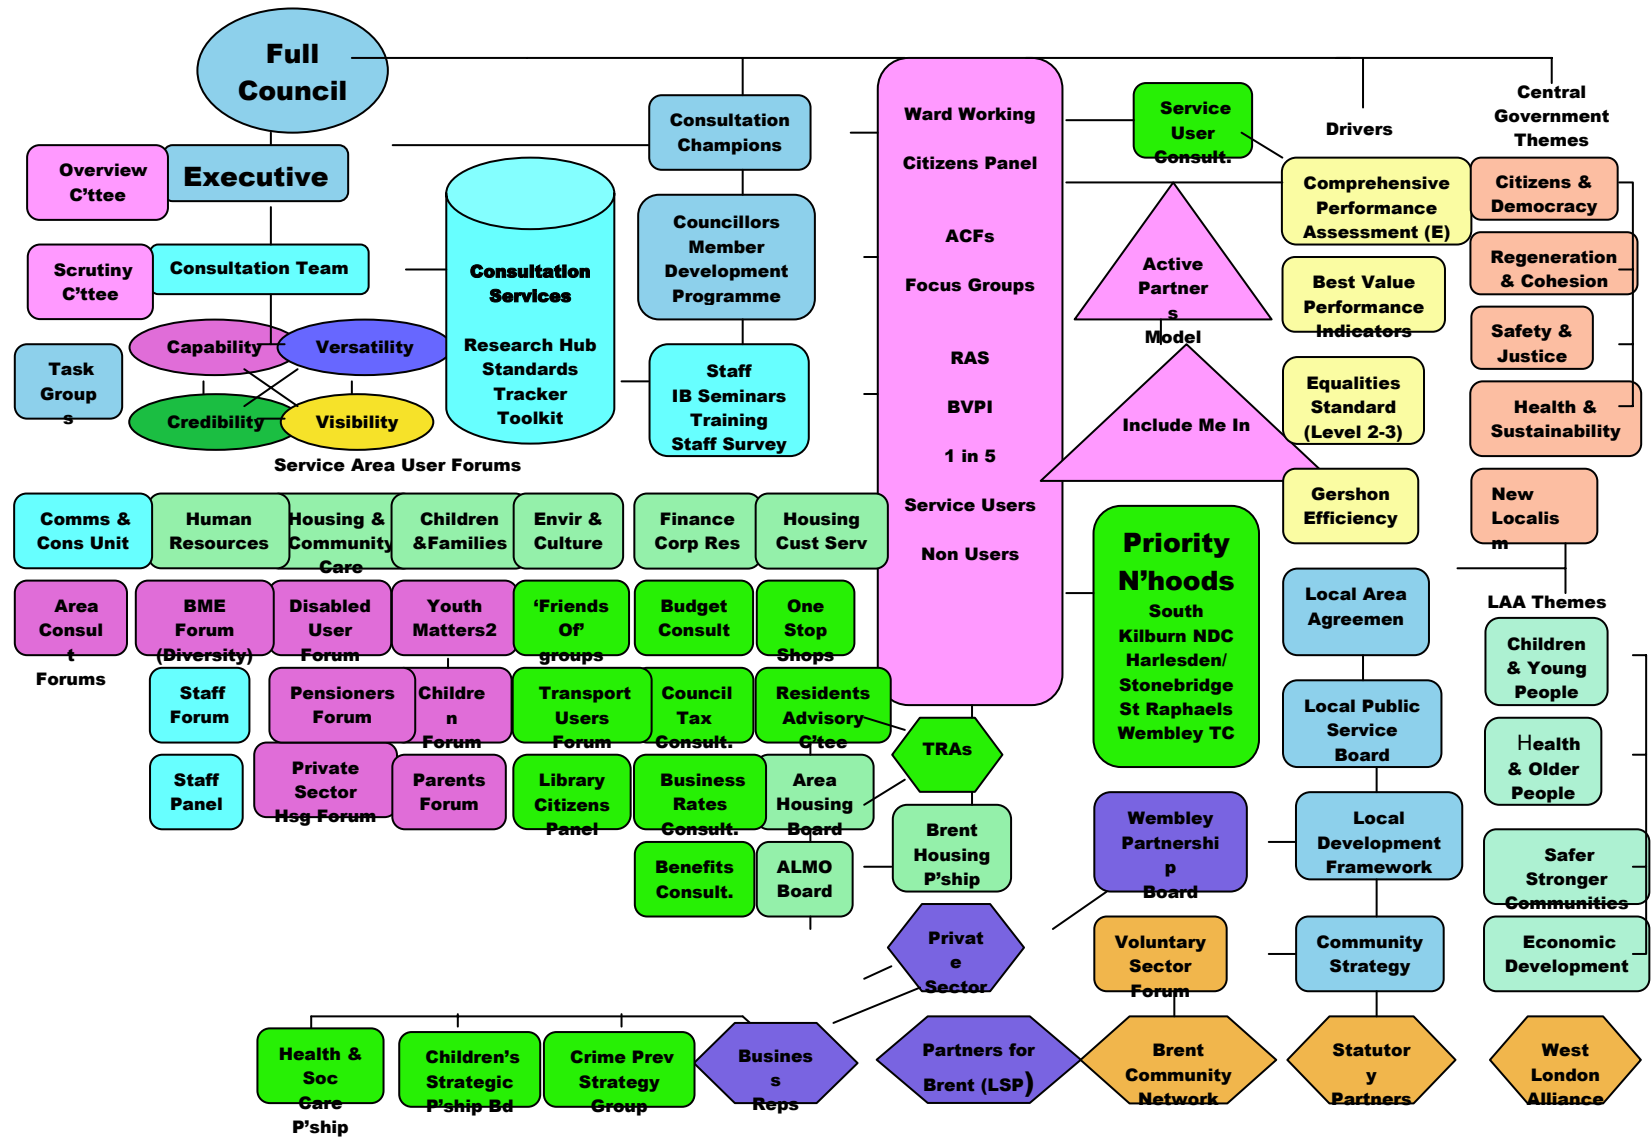 Full
Council
Overview
C'ttee
Executive
Scrutiny
C'ttee
Consultation Team
Capability
Versatility
Task
Group
s
Credibility
Visibility
Service Area User Forums
Consultation
Services
Research Hub
Standards
Tracker
Toolkit
Consultation
Champions
Councillors
Member
Development
Programme
Staff
IB Seminars
Training
Staff Survey
Ward Working
Citizens Panel
ACFs
Focus Groups
RAS
BVPI
1 in 5
Service Users
Non Users
Service
User
Consult.
Active
Partner
s
Model
Include Me In
Drivers
Comprehensive
Performance
Assessment (E)
Best Value
Performance
Indicators
Equalities
Standard
(Level 2-3)
Gershon
Efficiency
Central
Government
Themes
Citizens &
Democracy
Regeneration
& Cohesion
Safety &
Justice
Health &
Sustainability
New
Localis
m
Comms &
Cons Unit
Human
Resources
Housing &
Community
Care
Children
&Families
Envir &
Culture
Finance
Corp Res
Housing
Cust Serv
Area
Consul
t
Forums
BME
Forum
(Diversity)
Disabled
User
Forum
Youth
Matters2
'Friends
Of'
groups
Budget
Consult
One
Stop
Shops
Staff
Forum
Pensioners
Forum
Childre
n
Forum
Transport
Users
Forum
Council
Tax
Consult.
Residents
Advisory
C'tee
Staff
Panel
Private
Sector
Hsg Forum
Parents
Forum
Library
Citizens
Panel
Business
Rates
Consult.
Area
Housing
Board
Benefits
Consult.
ALMO
Board
TRAs
Brent
Housing
P'ship
Privat
e
Sector
Priority
N'hoods
South
Kilburn NDC
Harlesden/
Stonebridge
St Raphaels
Wembley TC
Wembley
Partnershi
p
Board
Voluntary
Sector
Forum
Local Area
Agreemen
Local Public
Service
Board
Local
Development
Framework
Community
Strategy
LAA Themes
Children
& Young
People
Health
& Older
People
Safer
Stronger
Communities
Economic
Development
Health &
Soc
Care
P'ship
Children's
Strategic
P'ship Bd
Crime Prev
Strategy
Group
Busines
s
Reps
Partners for
Brent (LSP)
Brent
Community
Network
Statutor
y
Partners
West
London
Alliance